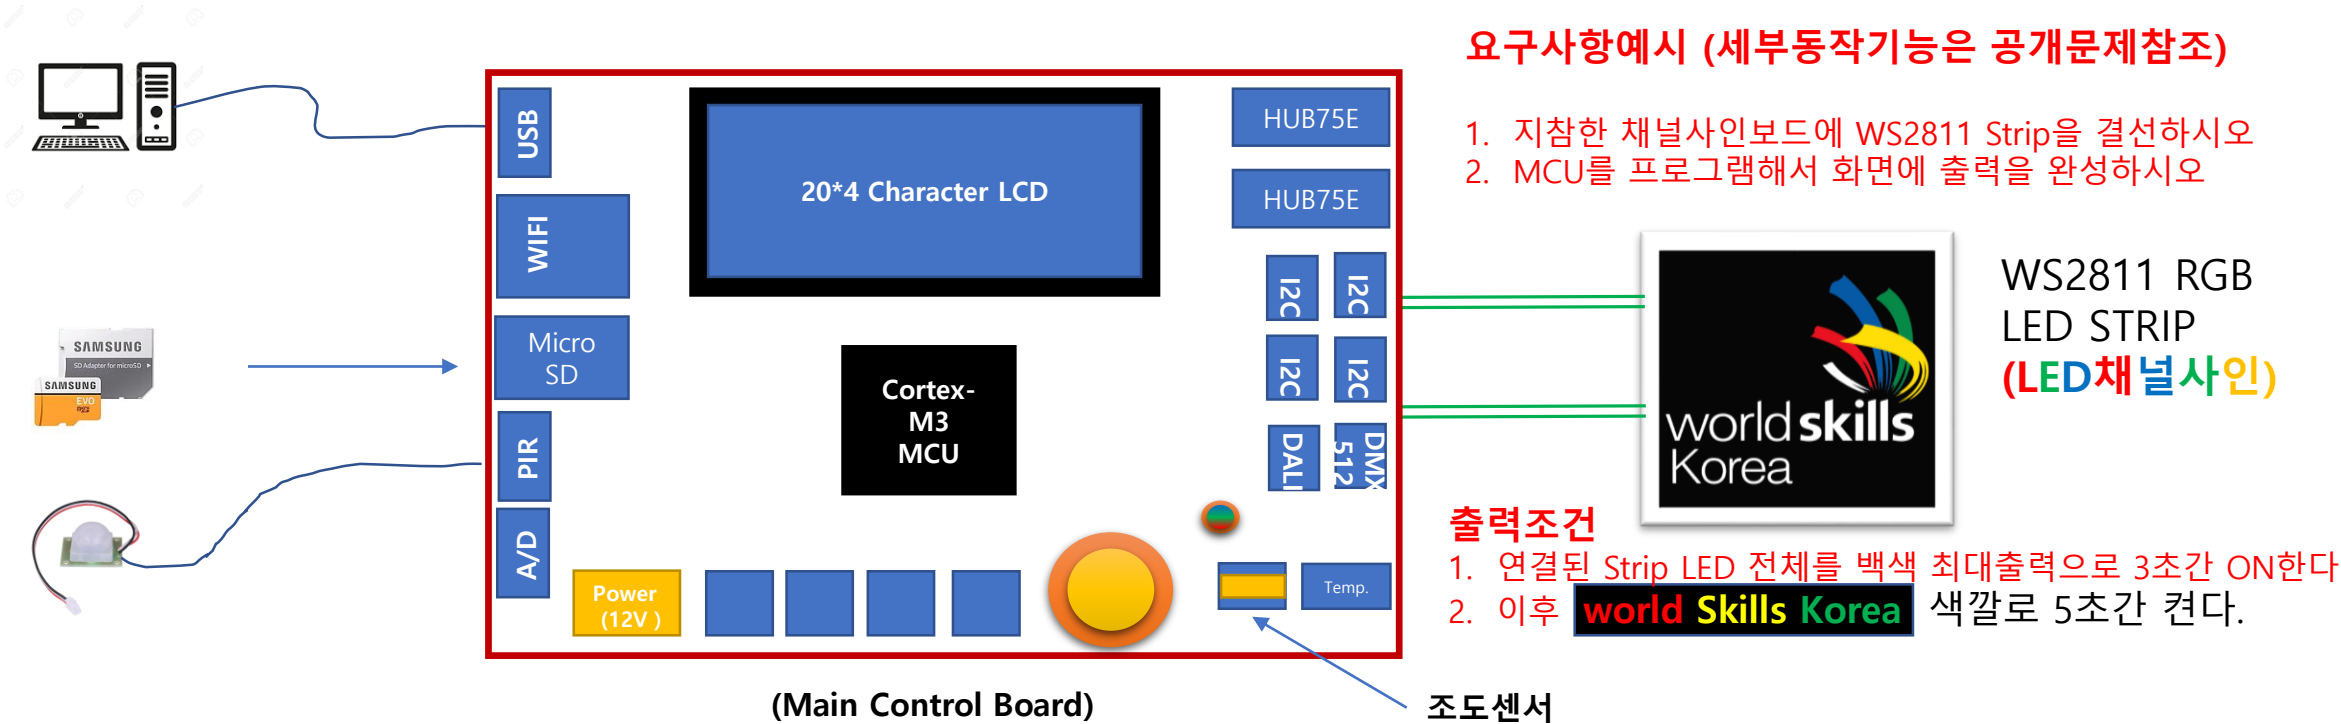 요구사항예시 (세부동작기능은 공개문제참조)
1. 지참한 채널사인보드에 WS2811 Strip을 결선하시오
2. MCU를 프로그램해서 화면에 출력을 완성하시오
USB
WIFI
Micro
SD
PIR
A/D
20*4 Character LCD
Cortex-
M3
MCU
HUB75E
HUB75E
I2C
I2C
I2C
I2C
DALI
DMX
512
Power
(12V )
Temp.
SAMSUNG
SD Adapter for microSD
SAMSUNG
EVO
world skills
Korea
WS2811 RGB
LED STRIP
(LED채널사인)
출력조건
1. 연결된 Strip LED 전체를 백색 최대출력으로 3초간 ON한다
2. 이후 world Skills Korea 색깔로 5초간 켠다.
(Main Control Board)
조도센서